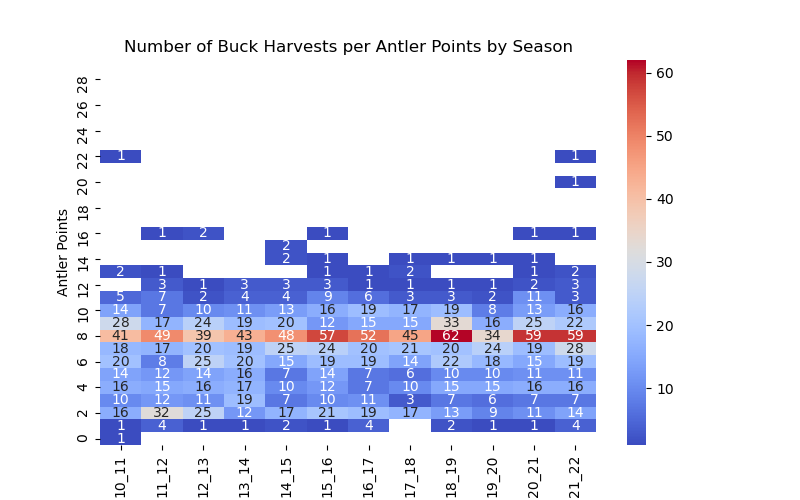 Number of Buck Harvests per Antler Points by Season
Antler Points
28
26
24
22 1 1
20 1
18
16 1 2 1 1 1
2
14 2 1 1 1 1 1
2 1 1 1 2 1 2
12 3 1 3 3 3 1 1 1 1 2 3
5 7 2 4 4 9 6 3 3 2 11 3
10 14 7 10 11 13 16 19 17 19 8 13 16
28 17 24 19 20 12 15 15 33 16 25 22
8 41 49 39 43 48 57 52 45 62 34 59 59
18 17 20 19 25 24 20 21 20 24 19 28
6 20 8 25 20 15 19 19 14 22 18 15 19
14 12 14 16 7 14 7 6 10 10 11 11
4 16 15 16 17 10 12 7 10 15 15 16 16
10 12 11 19 7 10 11 3 7 6 7 7
2 16 32 25 12 17 21 19 17 13 9 11 14
1 4 1 1 2 1 4 2 1 1 4
0 1
10_11 11_12 12_13 13_14 14_15 15_16 16_17 17_18 18_19 19_20 20_21 21_22
60
50
40
30
20
10